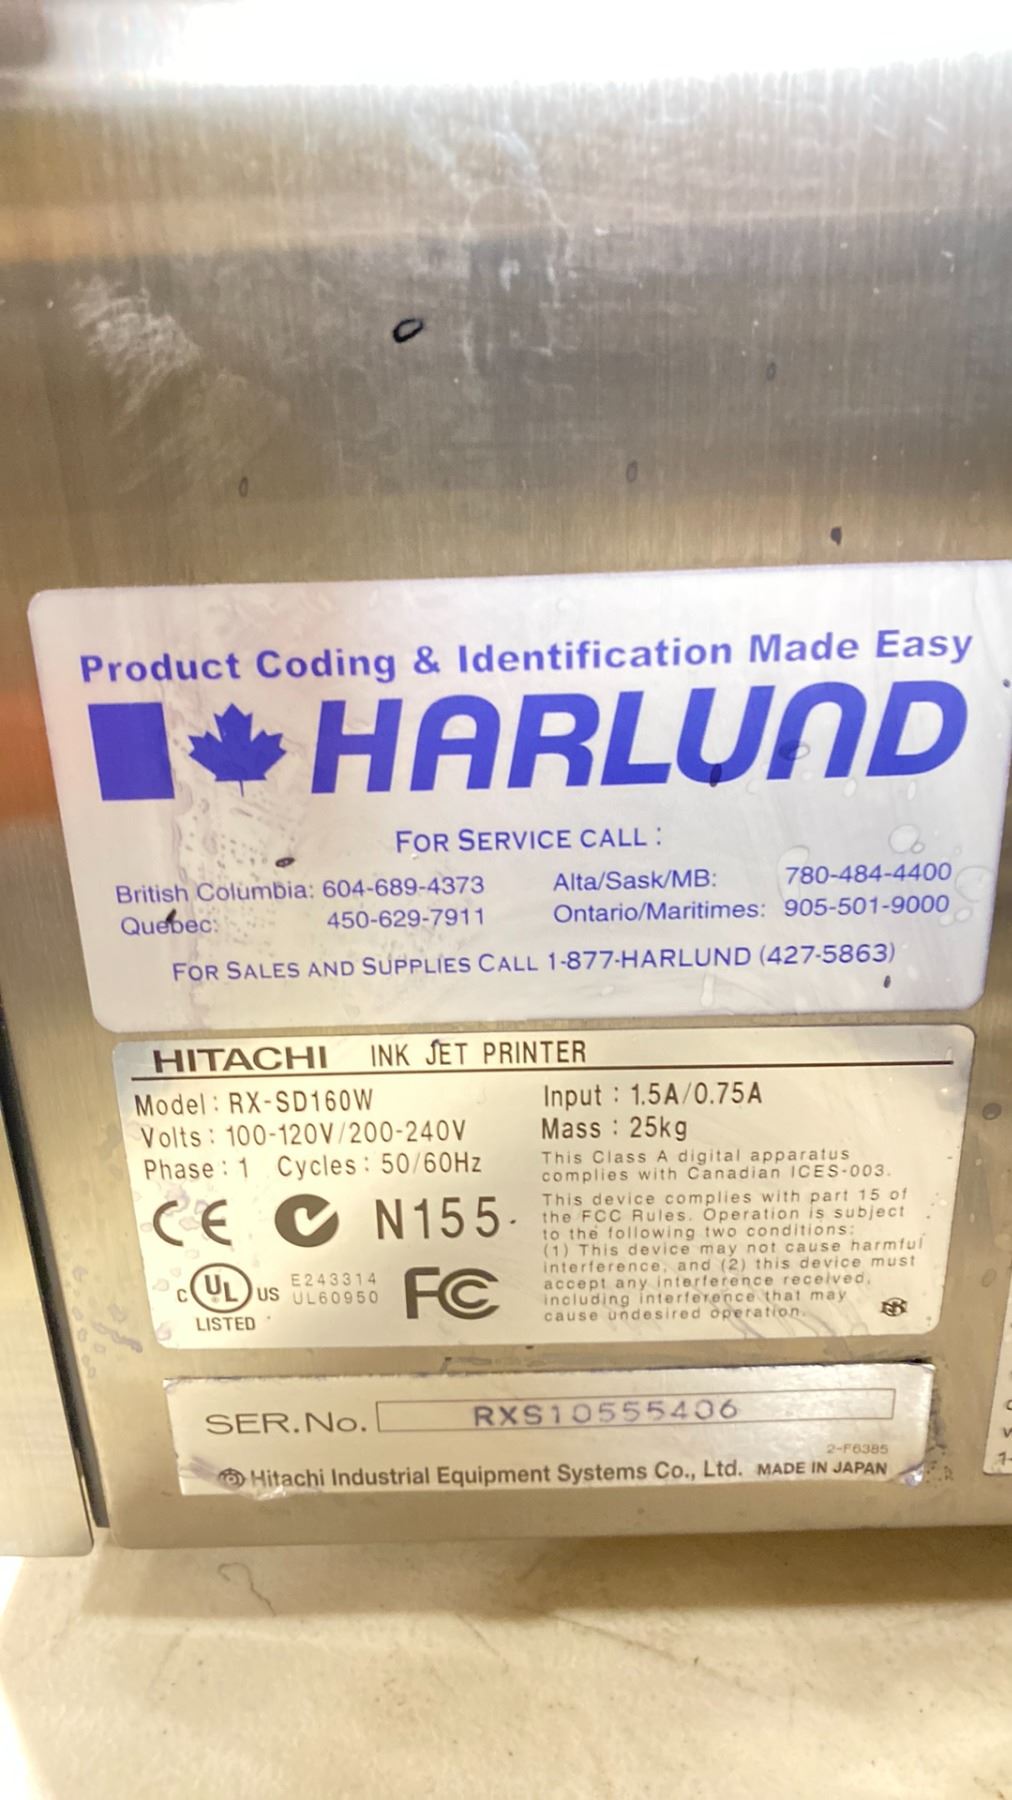 Product Coding & Identification Made Easy
HARLUND
FOR SERVICE CALL :
British Columbia: 604-689-4373 Alta/Sask/MB: 780-484-4400
Quebec: 450-629-7911 Ontario/Maritimes: 905-501-9000
FOR SALES AND SUPPLIES CALL 1-877-HARLUND (427-5863)
HITACHI INK JET PRINTER
Model : RX-SD160W
Volts : 100-120V/200-240V
Phase : 1 Cycles : 50/60Hz
Input : 1.5A/0.75A
Mass : 25kg
This Class A digital apparatus
complies with Canadian ICES-003.
This device complies with part 15 of
the FCC Rules. Operation is subject
to the following two conditions:
(1) This device may not cause harmful
interference, and (2) this device must
accept any interference received,
including interference that may
cause undesired operation.
CE N155
C UL US E243314
UL60950
LISTED
FC
SER.No. RXS10555406
2-F6385
Hitachi Industrial Equipment Systems Co., Ltd. MADE IN JAPAN